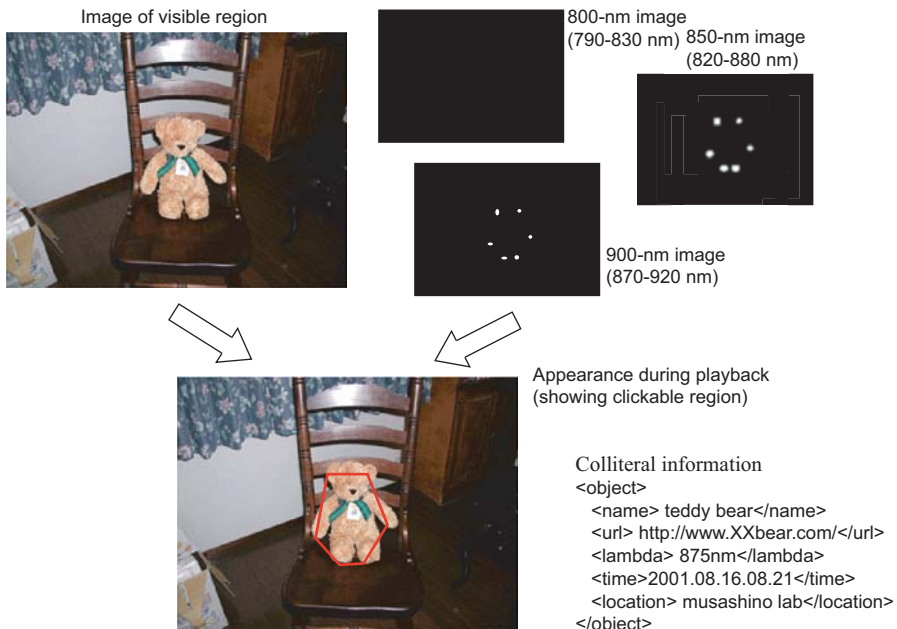 Image of visible region
800-nm image
(790-830 nm)
850-nm image
(820-880 nm)
900-nm image
(870-920 nm)
Appearance during playback
(showing clickable region)
Colliteral information
<object>
<name> teddy bear</name>
<url> http://www.XXbear.com/</url>
<lambda> 875nm</lambda>
<time>2001.08.16.08.21</time>
<location> musashino lab</location>
</object>